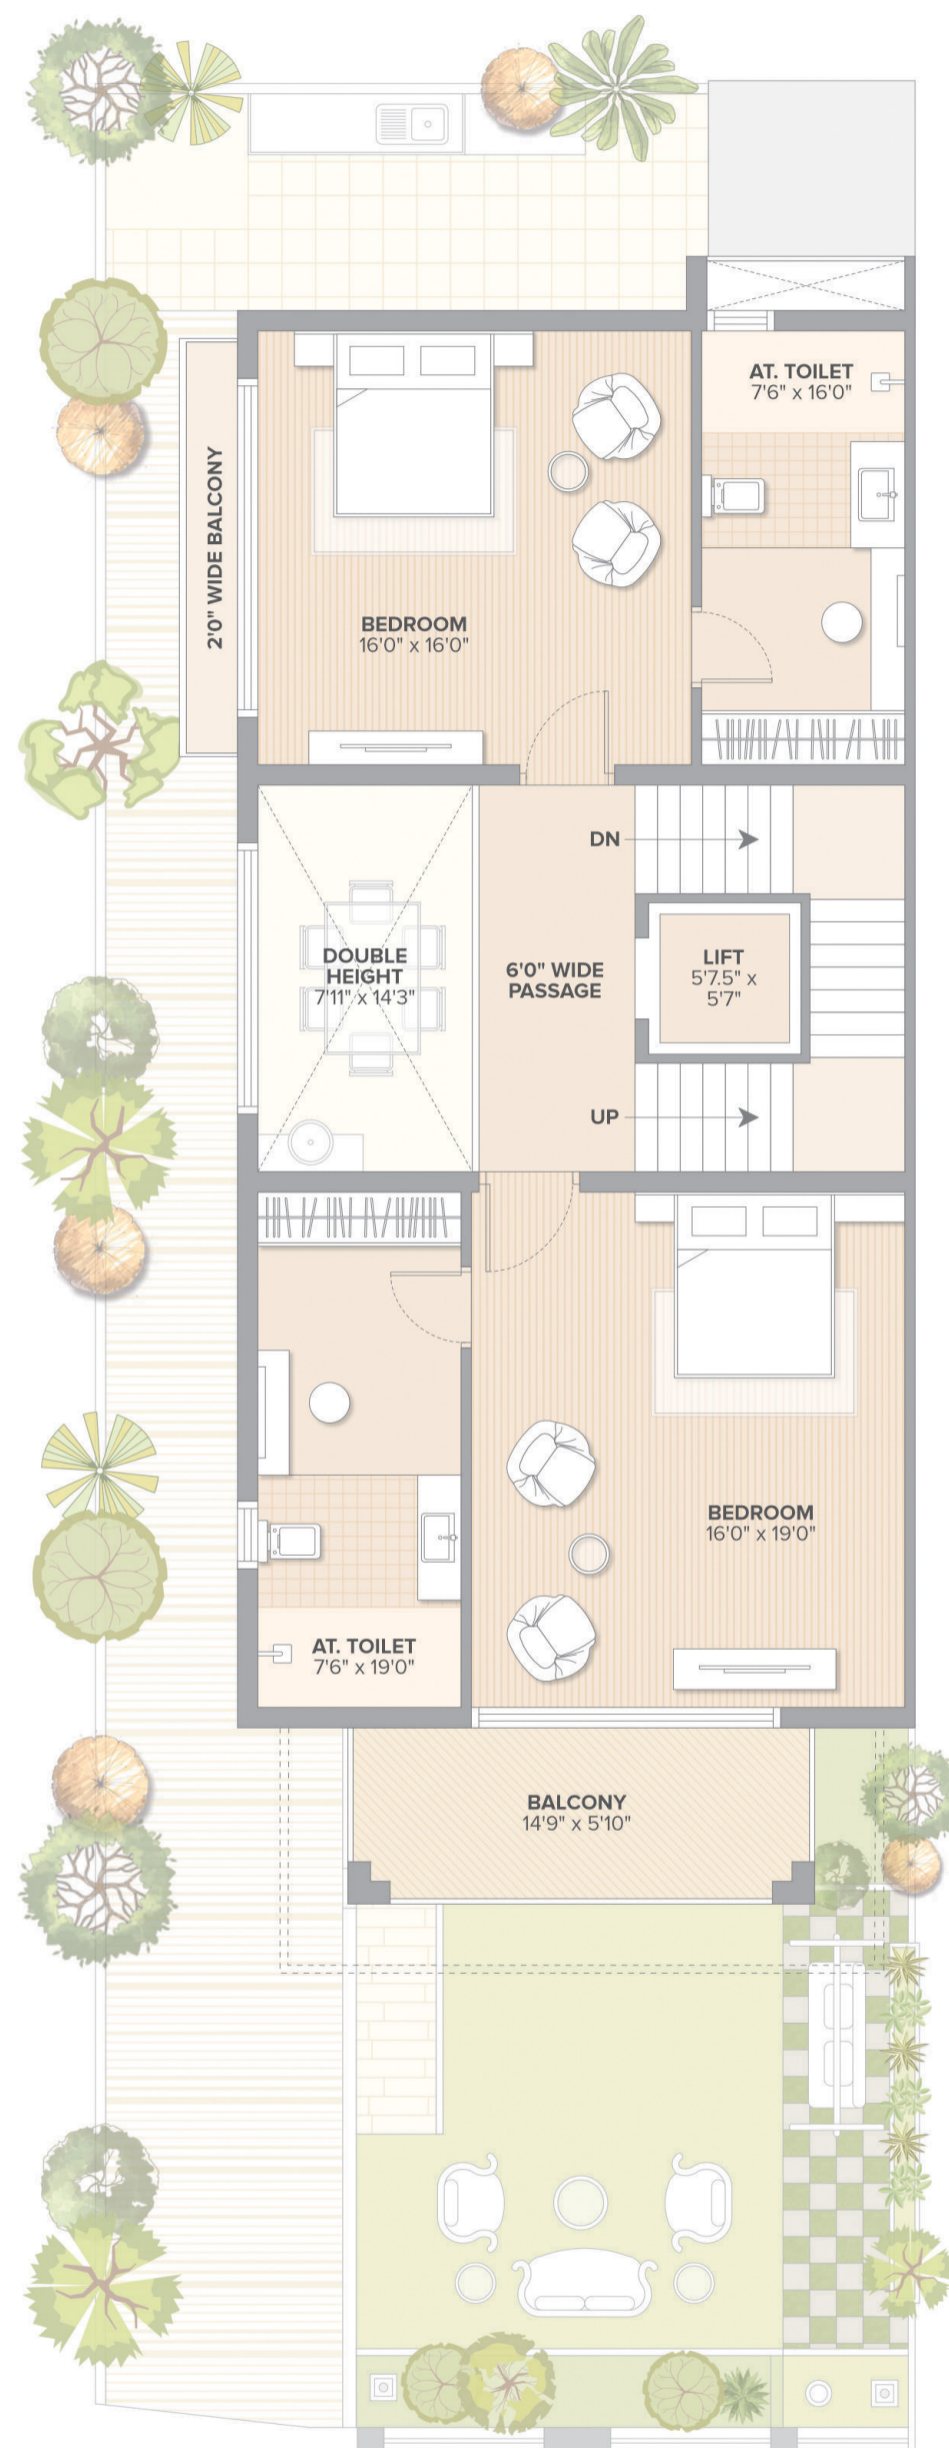 AT. TOILET
7'6" x 16'0"
2'0" WIDE BALCONY
BEDROOM
16'0" x 16'0"
DN
DOUBLE
HEIGHT
7'11" x 14'3"
6'0" WIDE
PASSAGE
LIFT
5'7.5" x
5'7"
UP
BEDROOM
16'0" x 19'0"
AT. TOILET
7'6" x 19'0"
BALCONY
14'9" x 5'10"